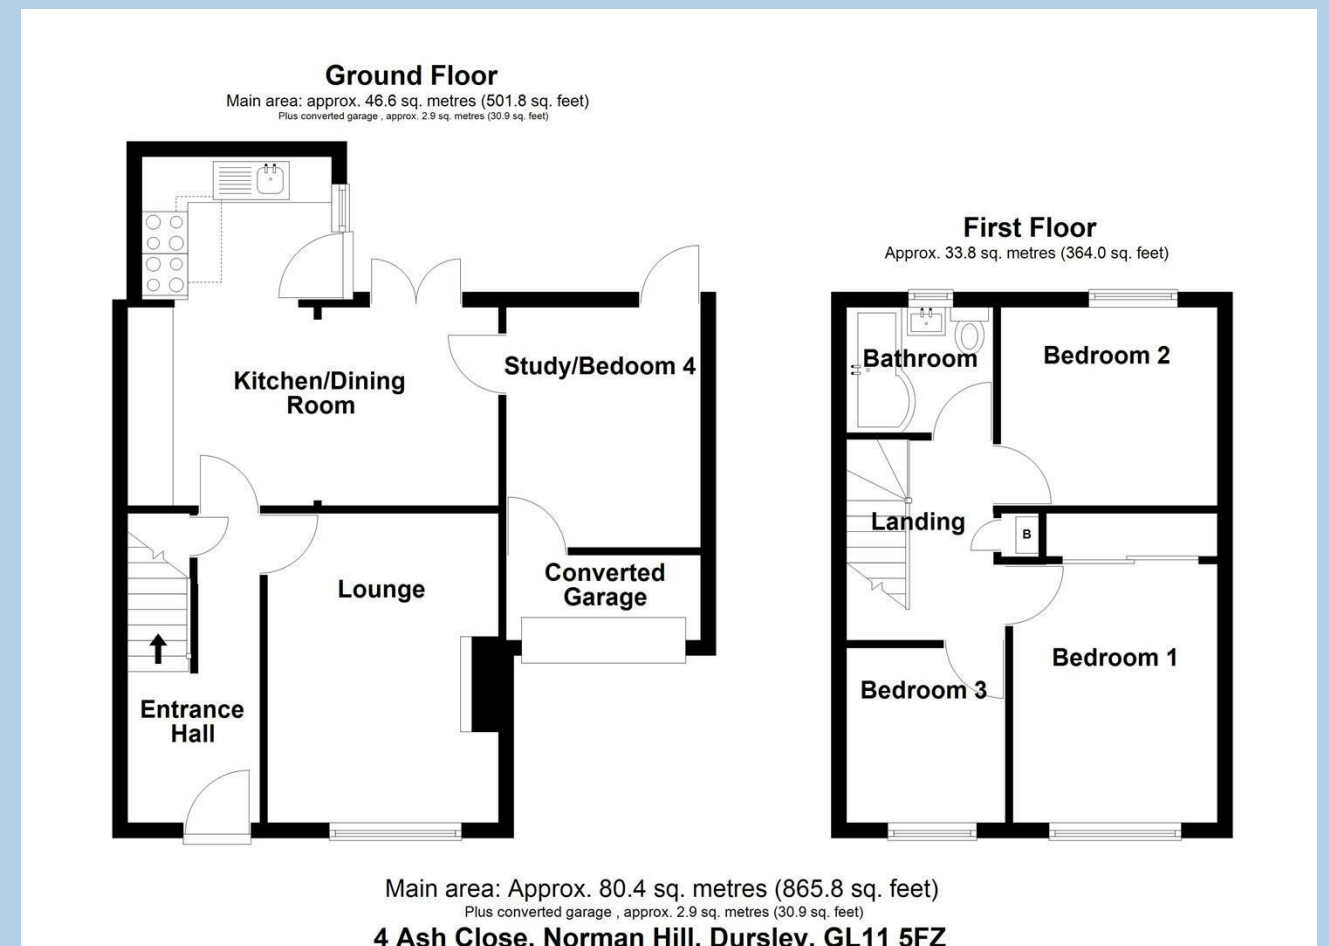 Ground Floor
Main area: approx. 46.6 sq. metres (501.8 sq. feet)
Plus converted garage , approx. 2.9 sq. metres (30.9 sq. feet)
Kitchen/Dining
Room
Study/Bedoom 4
Lounge
Converted
Garage
Entrance
Hall
First Floor
Approx. 33.8 sq. metres (364.0 sq. feet)
Bathroom
Bedroom 2
Landing
B
Bedroom 1
Bedroom 3
Main area: Approx. 80.4 sq. metres (865.8 sq. feet)
Plus converted garage , approx. 2.9 sq. metres (30.9 sq. feet)
4 Ash Close, Norman Hill, Dursley, GL11 5FZ